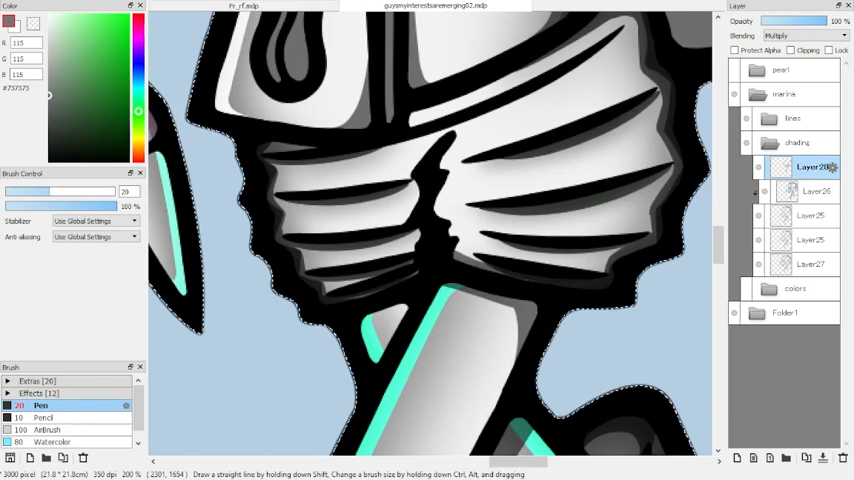 Color
R 115
G 115
B 115
#737373
Brush Control
20
100 %
Stabilizer Use Global Settings
Anti-aliasing Use Global Settings
Brush
Extras [20]
Effects [12]
20 Pen
10 Pencil
100 AirBrush
80 Watercolor
Fr_rf.mdp
guysmyinterestsaremerging02.mdp
Layer
Opacity 100 %
Blending Multiply
Protect Alpha Clipping Lock
pearl
marina
lines
shading
Layer28
Layer26
Layer25
Layer25
Layer27
colors
Folder1
* 3000 pixel (21.8 * 21.8cm) 350 dpi 200 % ( 2301, 1654 ) Draw a straight line by holding down Shift, Change a brush size by holding down Ctrl, Alt, and dragging